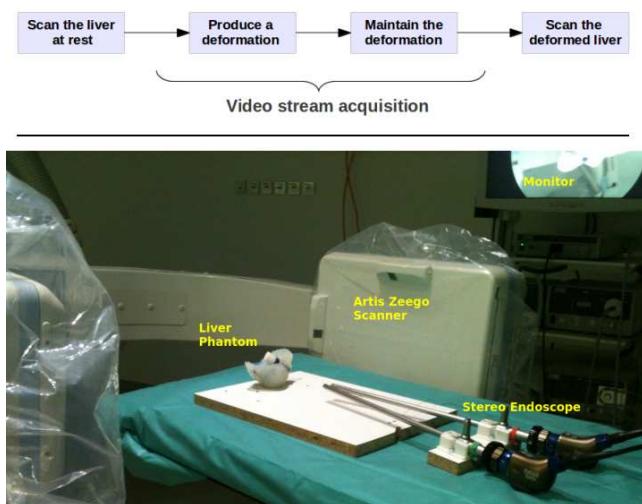 Scan the liver
at rest
Produce a
deformation
Maintain the
deformation
Scan the
deformed liver
Video stream acquisition
Monitor
Artis Zeego
Scanner
Liver
Phantom
Stereo Endoscope